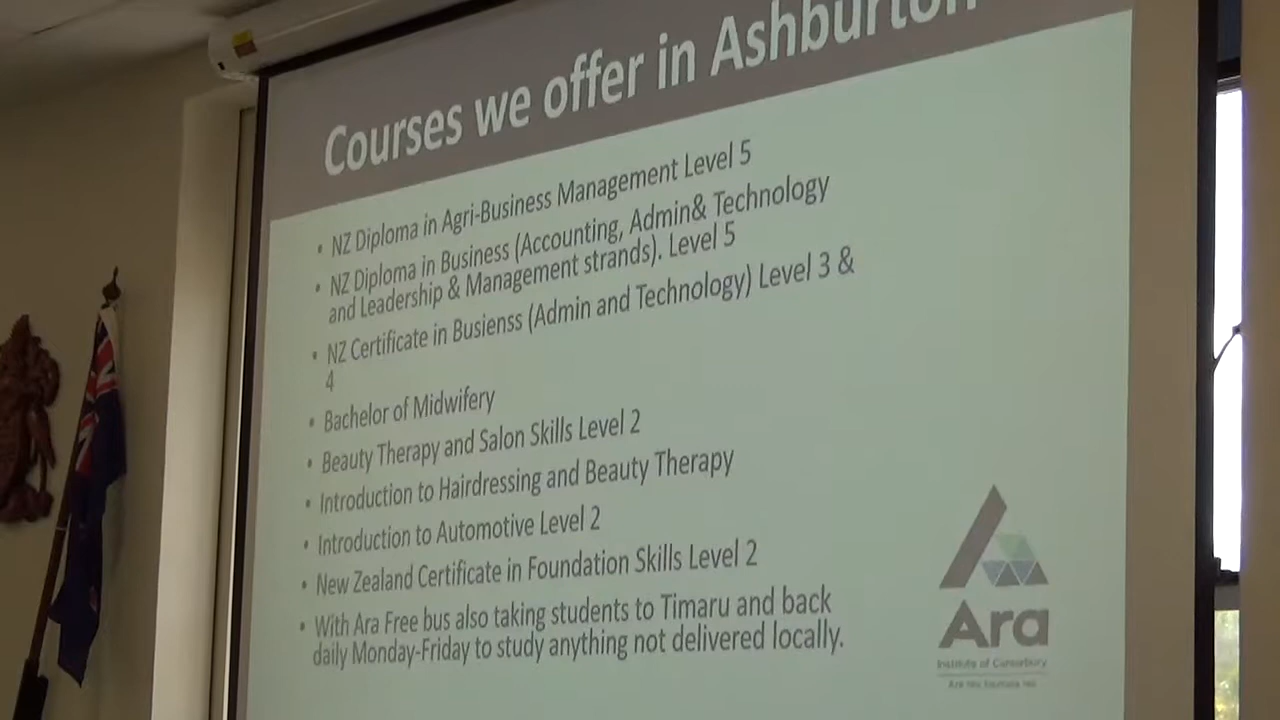 Courses we offer in Ashburton
• NZ Diploma in Agri-Business Management Level 5
• NZ Diploma in Business (Accounting, Admin& Technology
and Leadership & Management strands). Level 5
• NZ Certificate in Busienss (Admin and Technology) Level 3 &
4
• Bachelor of Midwifery
• Beauty Therapy and Salon Skills Level 2
• Introduction to Hairdressing and Beauty Therapy
• Introduction to Automotive Level 2
• New Zealand Certificate in Foundation Skills Level 2
• With Ara Free bus also taking students to Timaru and back
daily Monday-Friday to study anything not delivered locally.
Ara
Institute of Canterbury